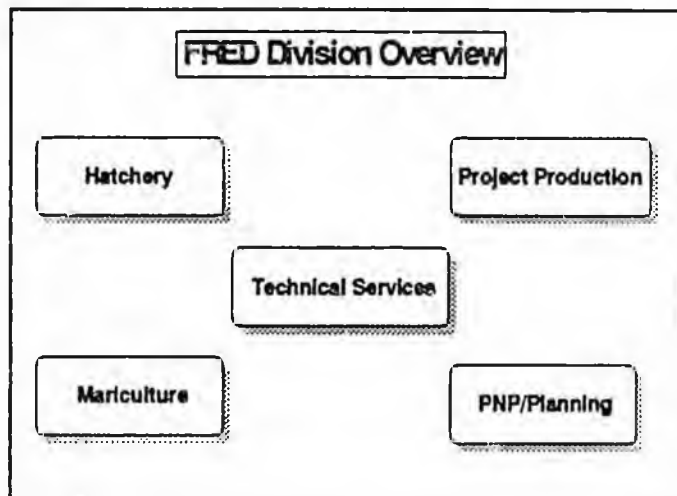 FRED Division Overview
Hatchery
Project Production
Technical Services
Mariculture
PNP/Planning